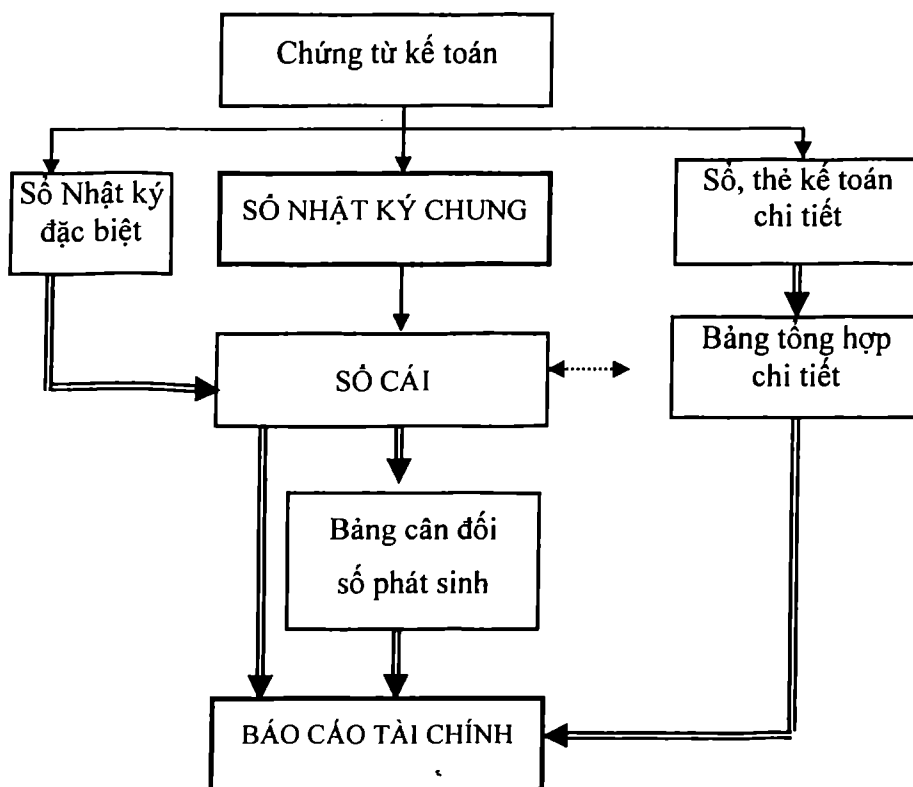 Chứng từ kế toán
Sổ Nhật ký
đặc biệt
SỔ NHẬT KÝ CHUNG
Sổ, thẻ kế toán
chi tiết
SỔ CÁI
Bảng tổng hợp
chi tiết
Bảng cân đối
số phát sinh
BÁO CÁO TÀI CHÍNH